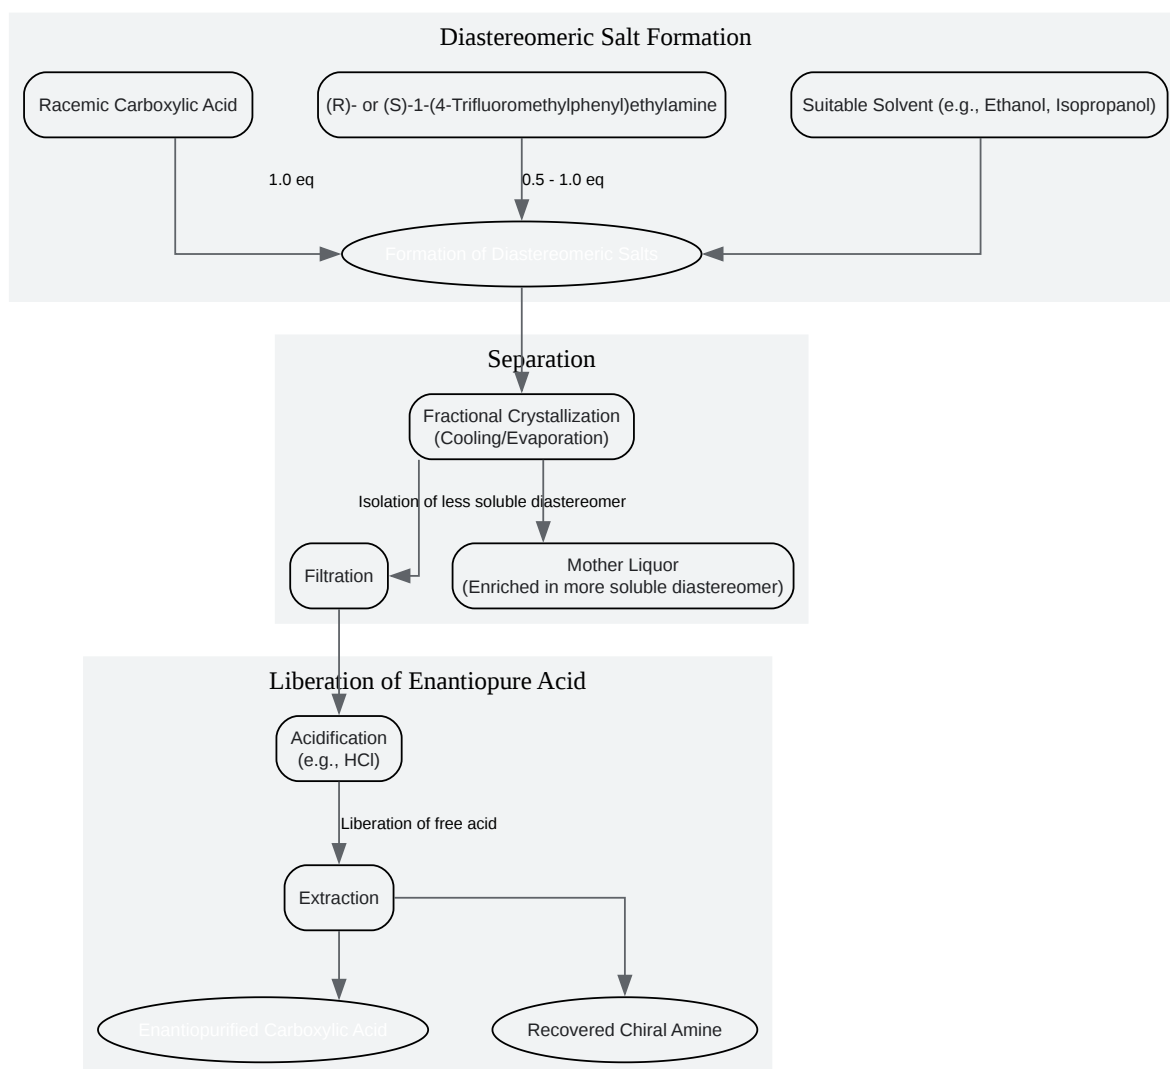 Diastereomeric Salt Formation
Racemic Carboxylic Acid
(R)- or (S)-1-(4-Trifluoromethylphenyl)ethylamine
Suitable Solvent (e.g., Ethanol, Isopropanol)
1.0 eq
0.5 - 1.0 eq
Formation of Diastereomeric Salts
Separation
Fractional Crystallization
(Cooling/Evaporation)
Isolation of less soluble diastereomer
Filtration
Mother Liquor
(Enriched in more soluble diastereomer)
Liberation of Enantiopure Acid
Acidification
(e.g., HCl)
Liberation of free acid
Extraction
Enantiopurified Carboxylic Acid
Recovered Chiral Amine